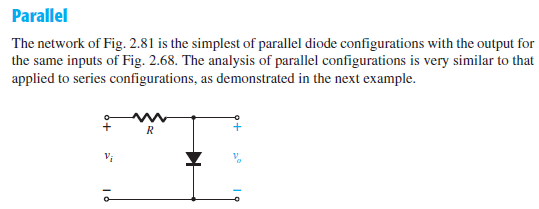 Parallel
The network of Fig. 2.81 is the simplest of parallel diode configurations with the output for
the same inputs of Fig. 2.68. The analysis of parallel configurations is very similar to that
applied to series configurations, as demonstrated in the next example.
+
R
+
vi
vo
–
–